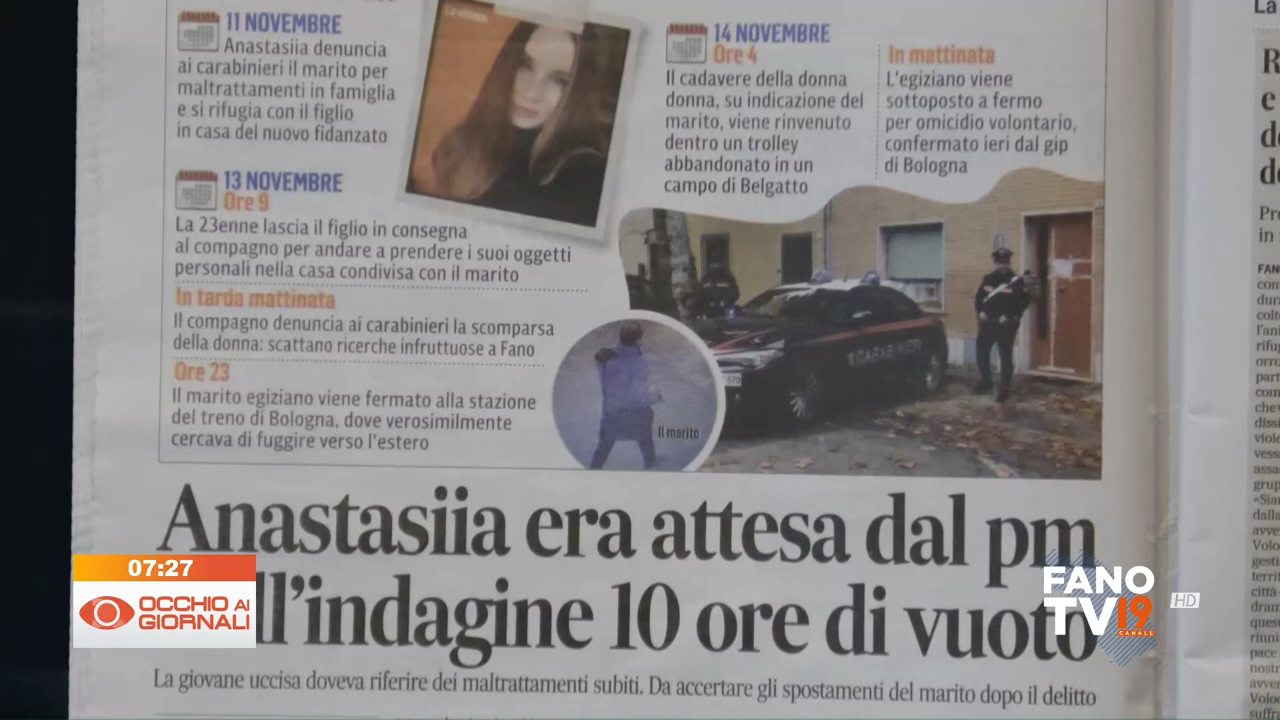 11 NOVEMBRE
Anastasiia denuncia
ai carabinieri il marito per
maltrattamenti in famiglia
e si rifugia con il figlio
in casa del nuovo fidanzato
13 NOVEMBRE
Ore 9
La 23enne lascia il figlio in consegna
al compagno per andare a prendere i suoi oggetti
personali nella casa condivisa con il marito
In tarda mattinata
Il compagno denuncia ai carabinieri la scomparsa
della donna: scattano ricerche infruttuose a Fano
Ore 23
Il marito egiziano viene fermato alla stazione
del treno di Bologna, dove verosimilmente
cercava di fuggire verso l'estero
14 NOVEMBRE
Ore 4
Il cadavere della donna
donna, su indicazione del
marito, viene rinvenuto
dentro un trolley
abbandonato in un
campo di Belgatto
In mattinata
L'egiziano viene
sottoposto a fermo
per omicidio volontario,
confermato ieri dal gip
di Bologna
CARABINIERI
Il marito
Anastasiia era attesa dal pm
l'indagine 10 ore di vuoto
La giovane uccisa doveva riferire dei maltrattamenti subiti. Da accertare gli spostamenti del marito dopo il delitto
07:27
OCCHIO AI
GIORNALI
FANO
TV 19
CANALE
HD
La